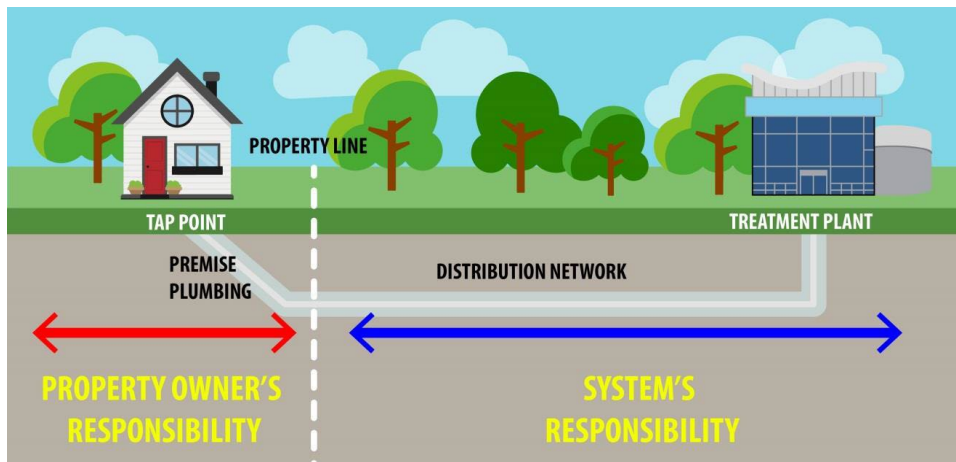 PROPERTY LINE
TAP POINT
TREATMENT PLANT
PREMISE
PLUMBING
DISTRIBUTION NETWORK
PROPERTY OWNER'S
RESPONSIBILITY
SYSTEM'S
RESPONSIBILITY